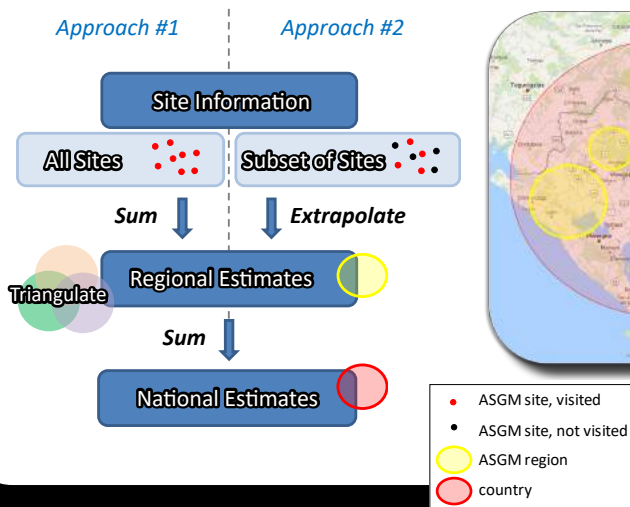 Approach #1
Approach #2
Site Information
All Sites
Subset of Sites
Sum
Extrapolate
Regional Estimates
Triangulate
Sum
National Estimates
ASGM site, visited
ASGM site, not visited
ASGM region
country